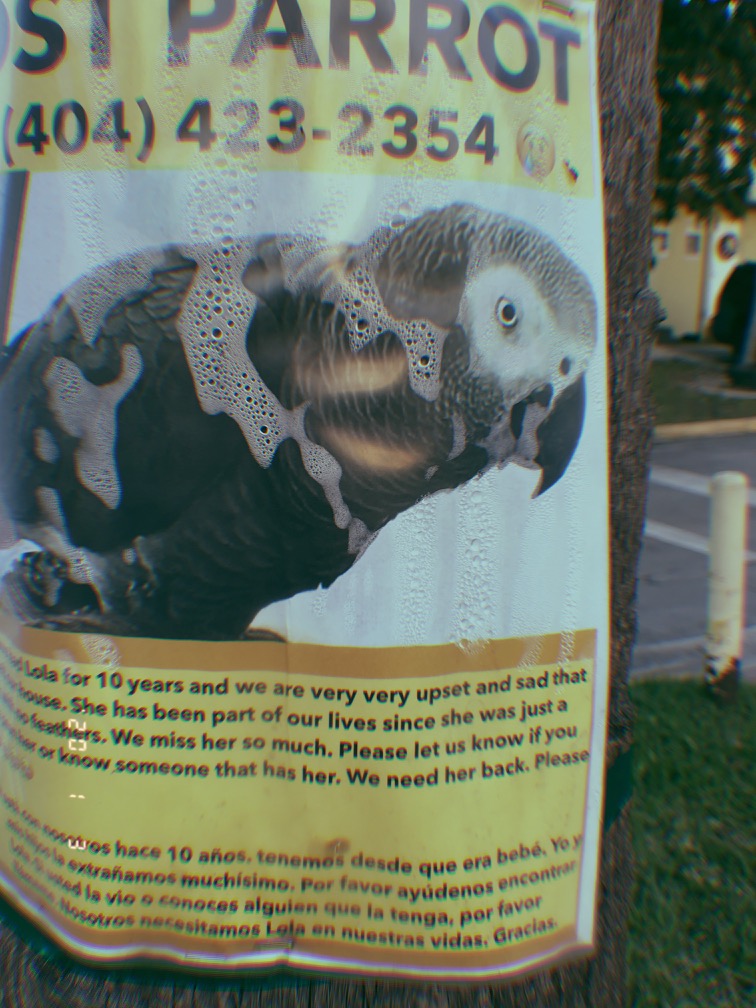 OST PARROT
(404) 423-2354
Lola for 10 years and we are very very upset and sad that
house. She has been part of our lives since she was just a
feathers. We miss her so much. Please let us know if you
or know someone that has her. We need her back. Please
nosotros hace 10 años. tenemos desde que era bebé. Yo y
la extrañamos muchísimo. Por favor ayúdenos encontrar
usted la vio o conoces alguien que la tenga, por favor
Nosotros necesitamos Lola en nuestras vidas. Gracias.